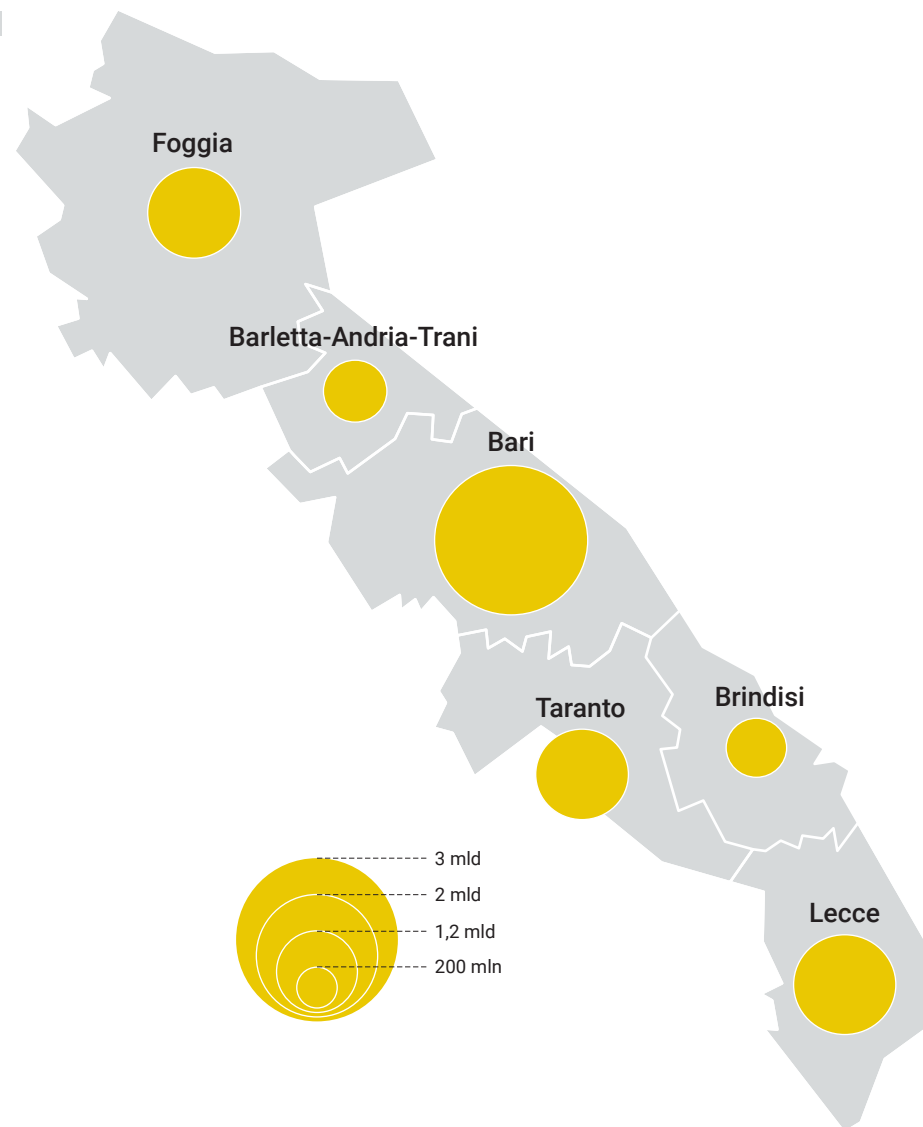 Foggia
Barletta-Andria-Trani
Bari
Brindisi
Taranto
3 mld
2 mld
1,2 mld
200 mln
Lecce